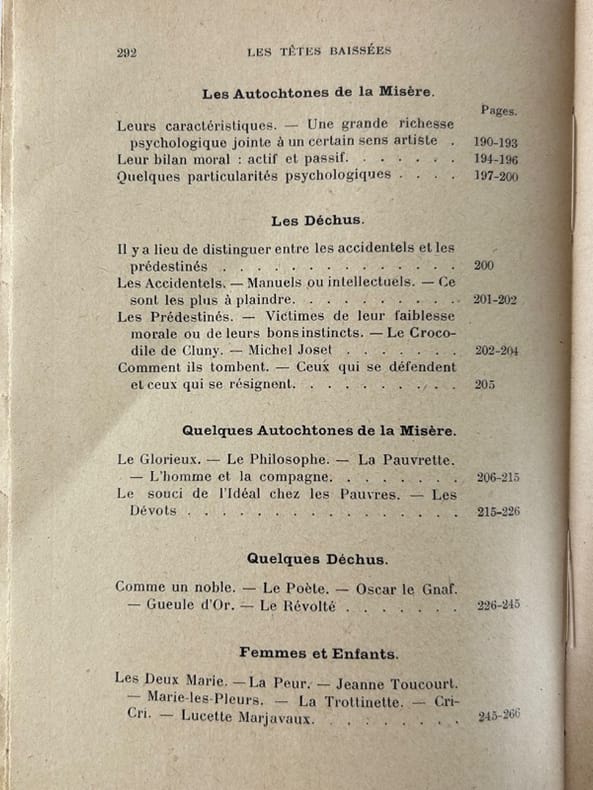 292 LES TÊTES BAISSÉES
Les Autochtones de la Misère.
Pages.
Leurs caractéristiques. — Une grande richesse
psychologique jointe à un certain sens artiste . 190-193
Leur bilan moral : actif et passif. . . . . . . 194-196
Quelques particularités psychologiques . . . . 197-200
Les Déchus.
Il y a lieu de distinguer entre les accidentels et les
prédestinés . . . . . . . . . . . . . . 200
Les Accidentels. — Manuels ou intellectuels. — Ce
sont les plus à plaindre. . . . . . . . . . 201-202
Les Prédestinés. — Victimes de leur faiblesse
morale ou de leurs bons instincts. — Le Croco-
dile de Cluny. — Michel Joset . . . . . . . 202-204
Comment ils tombent. — Ceux qui se défendent
et ceux qui se résignent. . . . . . . . . . 205
Quelques Autochtones de la Misère.
Le Glorieux. — Le Philosophe. — La Pauvrette.
— L'homme et la compagne. . . . . . . . 206-215
Le souci de l'Idéal chez les Pauvres. — Les
Dévots . . . . . . . . . . . . . . . . 215-226
Quelques Déchus.
Comme un noble. — Le Poète. — Oscar le Gnaf.
— Gueule d'Or. — Le Révolté . . . . . . . 226-245
Femmes et Enfants.
Les Deux Marie. — La Peur. — Jeanne Toucourt.
— Marie-les-Pleurs. — La Trottinette. — Cri-
Cri. — Lucette Marjavaux. . . . . . . . . 245-266